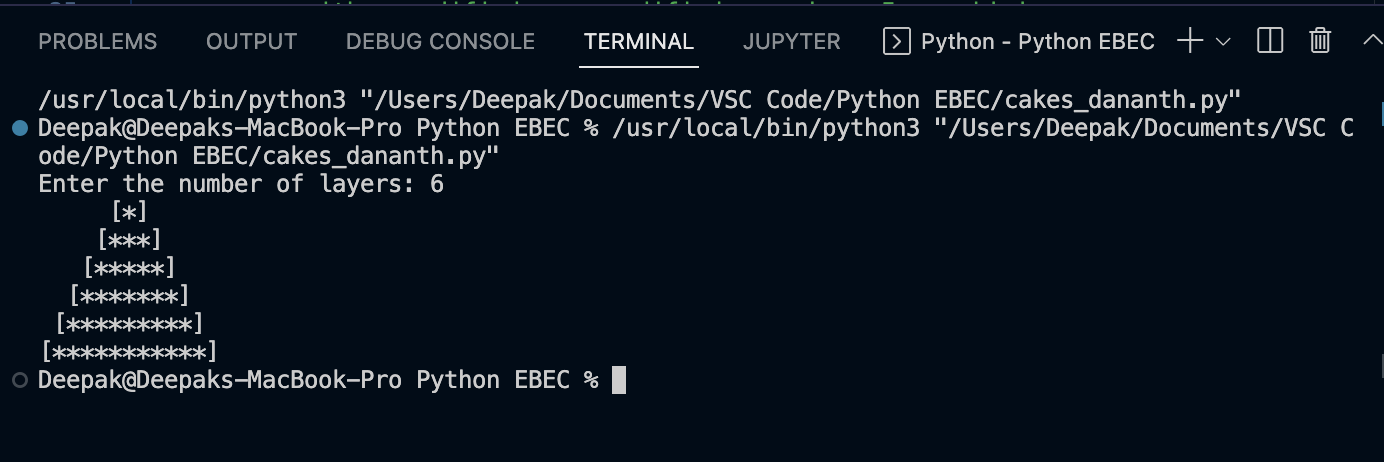 PROBLEMS OUTPUT DEBUG CONSOLE TERMINAL JUPYTER Python - Python EBEC
/usr/local/bin/python3 "/Users/Deepak/Documents/VSC Code/Python EBEC/cakes_dananth.py"
Deepak@Deepaks-MacBook-Pro Python EBEC % /usr/local/bin/python3 "/Users/Deepak/Documents/VSC C
ode/Python EBEC/cakes_dananth.py"
Enter the number of layers: 6
     [*]
    [***]
   [*****]
  [*******]
 [*********]
[***********]
Deepak@Deepaks-MacBook-Pro Python EBEC %